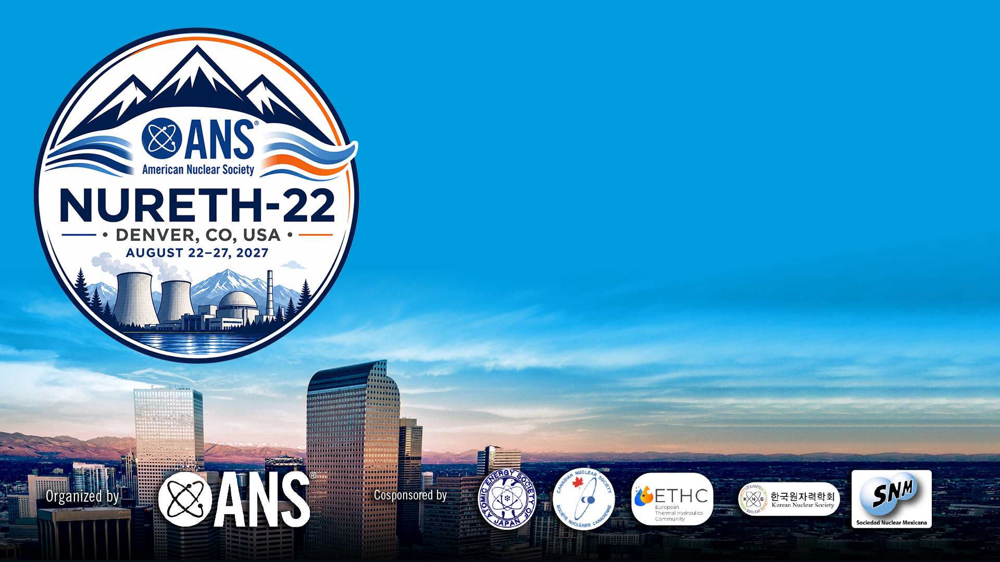 ANS®
American Nuclear Society
NURETH-22
• DENVER, CO, USA •
AUGUST 22–27, 2027
Organized by
ANS®
Cosponsored by
ATOMIC ENERGY SOCIETY OF JAPAN
CANADIAN NUCLEAR SOCIETY
SOCIÉTÉ NUCLÉAIRE CANADIENNE
ETHC
European
Thermal Hydraulics
Community
KNS
한국원자력학회
Korean Nuclear Society
SNM
Sociedad Nuclear Mexicana